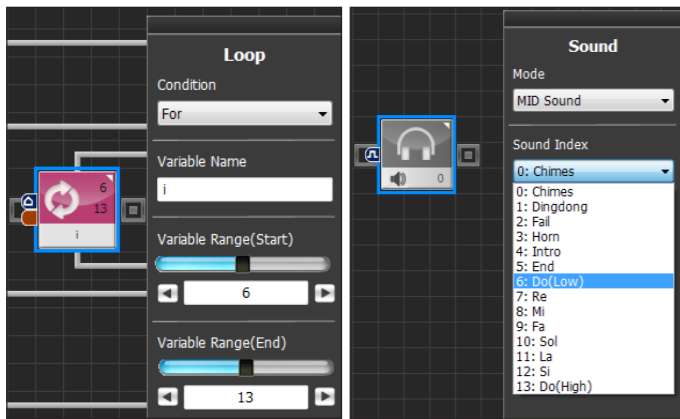 6
13
i
Loop
Condition
For
Variable Name
i
Variable Range(Start)
6
Variable Range(End)
13
0
Sound
Mode
MID Sound
Sound Index
0: Chimes
0: Chimes
1: Dingdong
2: Fail
3: Horn
4: Intro
5: End
6: Do(Low)
7: Re
8: Mi
9: Fa
10: Sol
11: La
12: Si
13: Do(High)